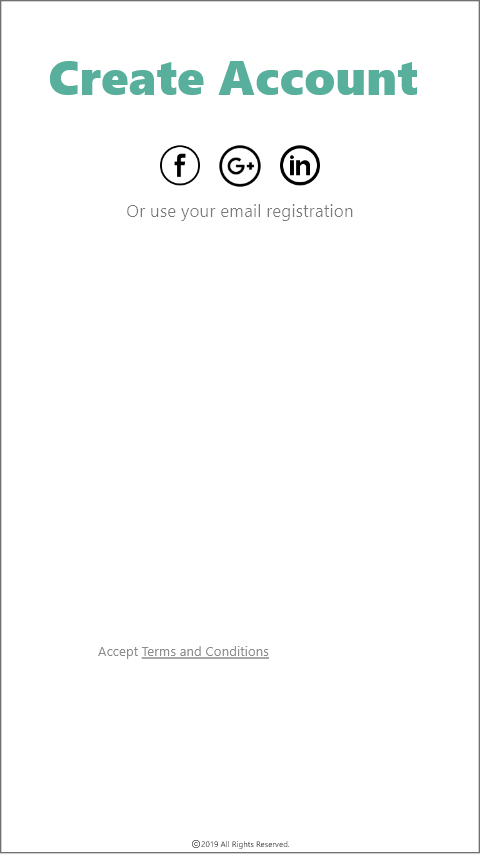 Create Account
f G+ in
Or use your email registration
Accept Terms and Conditions
©2019 All Rights Reserved.